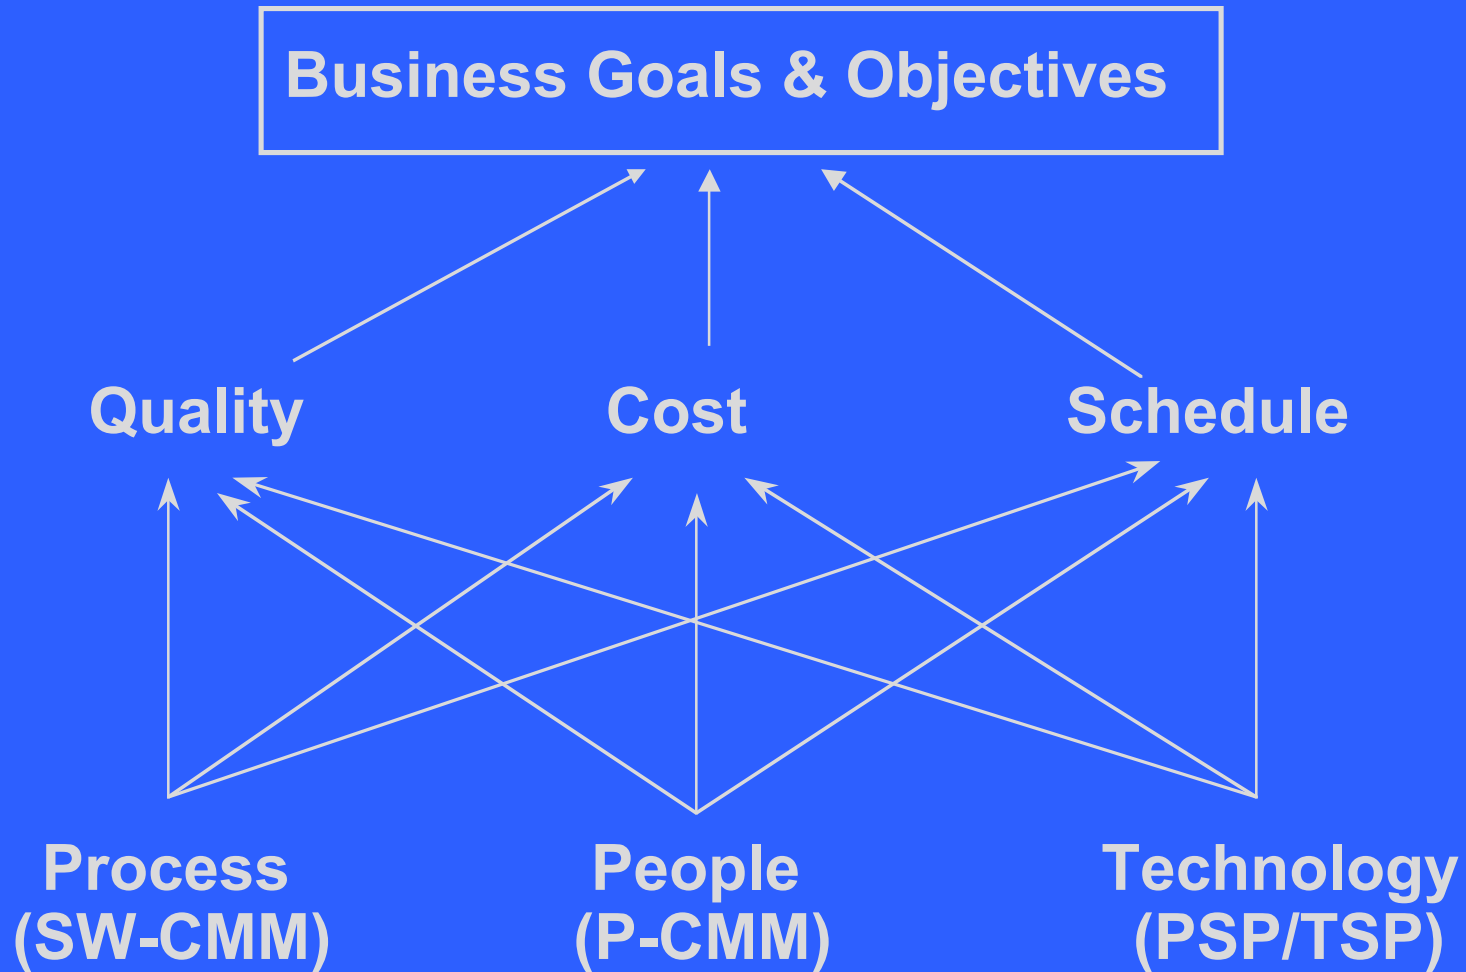 Business Goals & Objectives
Quality
Cost
Schedule
Process
(SW-CMM)
People
(P-CMM)
Technology
(PSP/TSP)